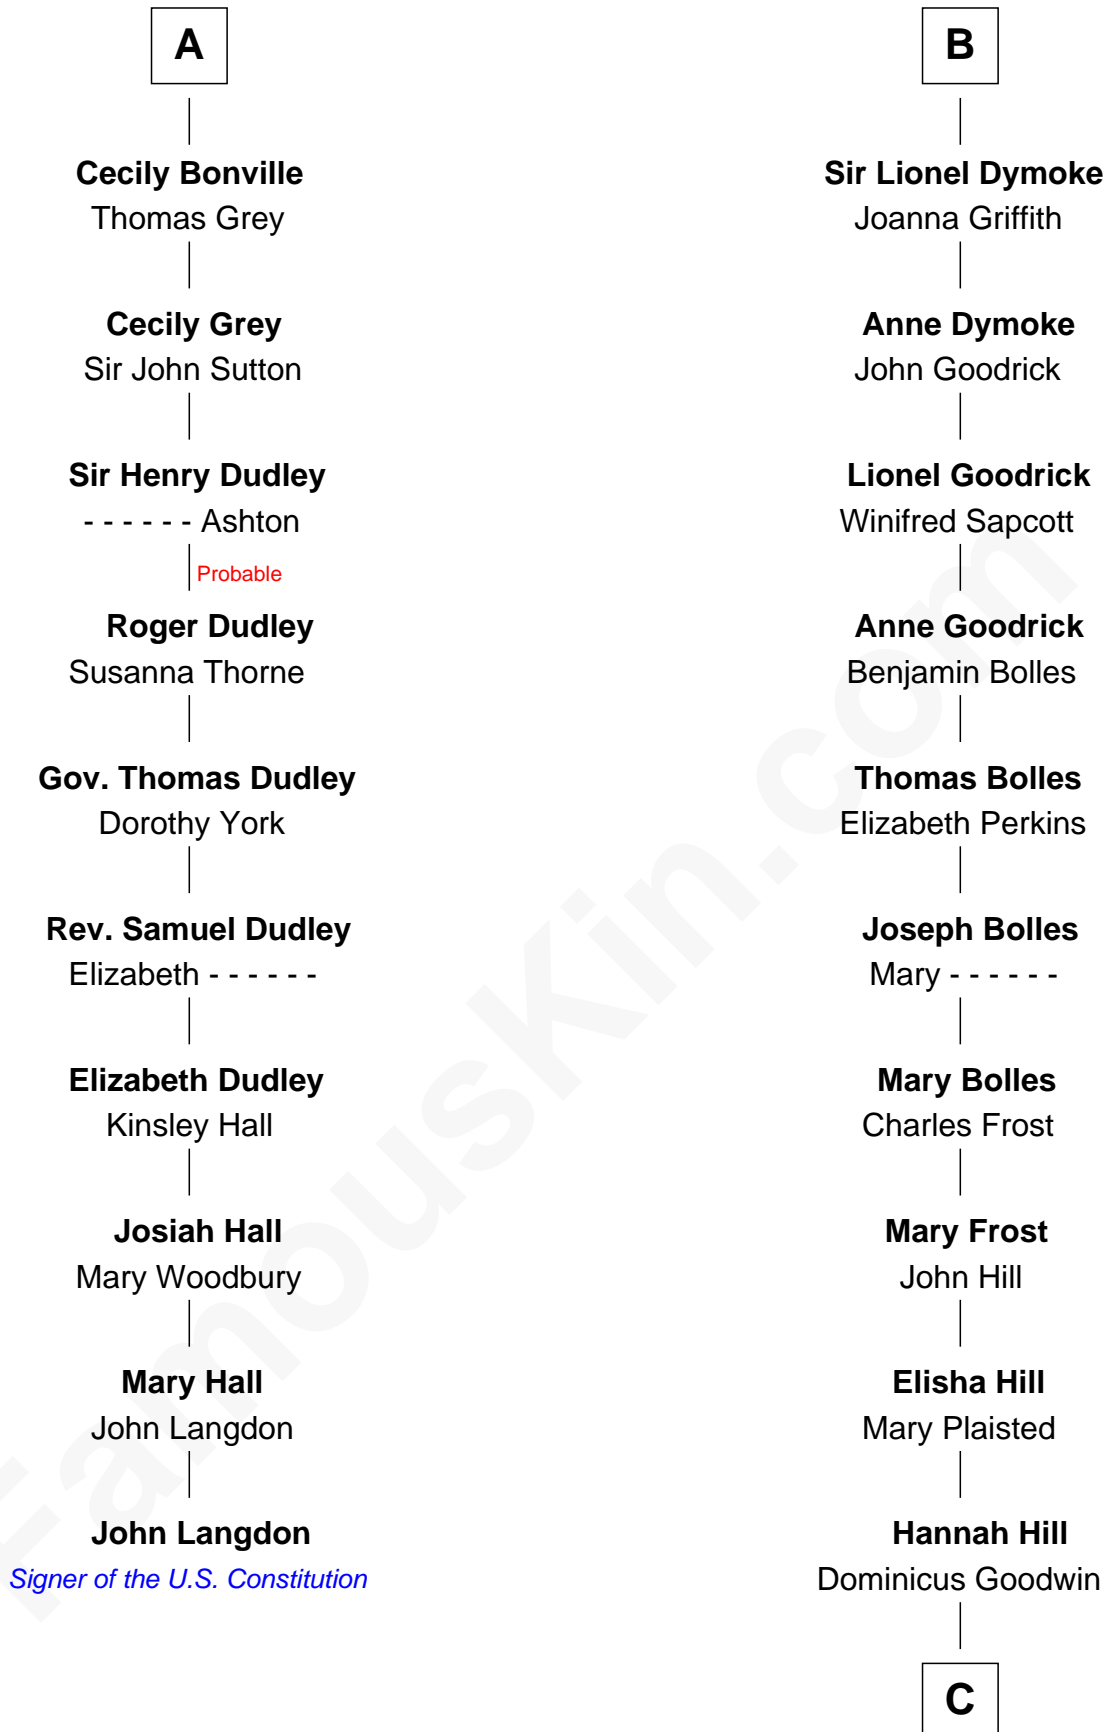 A
Cecily Bonville
Thomas Grey
Cecily Grey
Sir John Sutton
Sir Henry Dudley
- - - - - - Ashton
Probable
Roger Dudley
Susanna Thorne
Gov. Thomas Dudley
Dorothy York
Rev. Samuel Dudley
Elizabeth - - - - - -
Elizabeth Dudley
Kinsley Hall
Josiah Hall
Mary Woodbury
Mary Hall
John Langdon
John Langdon
Signer of the U.S. Constitution
B
Sir Lionel Dymoke
Joanna Griffith
Anne Dymoke
John Goodrick
Lionel Goodrick
Winifred Sapcott
Anne Goodrick
Benjamin Bolles
Thomas Bolles
Elizabeth Perkins
Joseph Bolles
Mary - - - - - -
Mary Bolles
Charles Frost
Mary Frost
John Hill
Elisha Hill
Mary Plaisted
Hannah Hill
Dominicus Goodwin
C
FamousKin.com